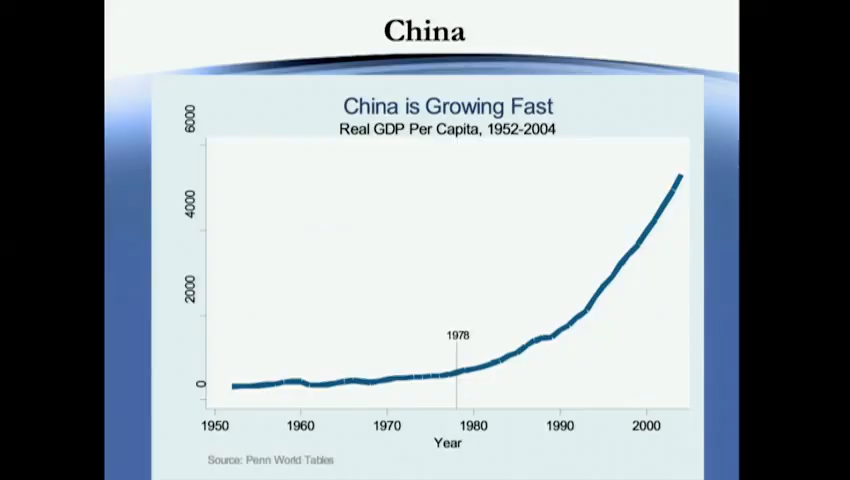 China
China is Growing Fast
Real GDP Per Capita, 1952-2004
6000
4000
2000
0
1978
1950 1960 1970 1980 1990 2000
Year
Source: Penn World Tables